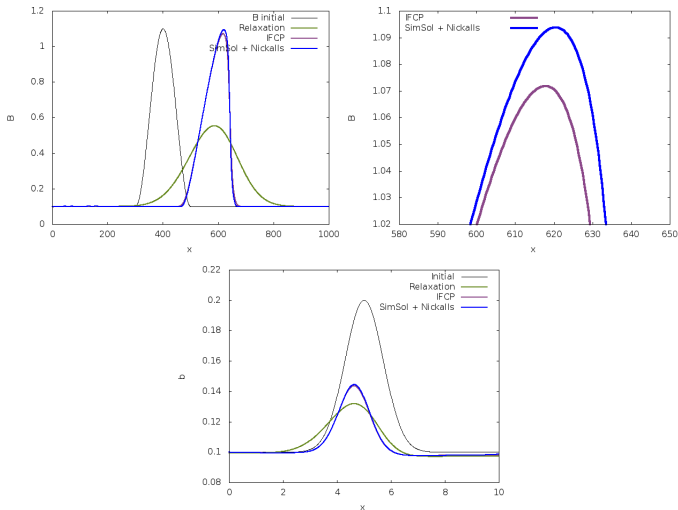 1.2
1
0.8
0.6
0.4
0.2
0
B
B initial
Relaxation
IFCP
SimSol + Nickalls
0 200 400 600 800 1000
x
1.1
1.09
1.08
1.07
1.06
1.05
1.04
1.03
1.02
B
IFCP
SimSol + Nickalls
580 590 600 610 620 630 640 650
x
0.22
0.2
0.18
0.16
0.14
0.12
0.1
0.08
b
Initial
Relaxation
IFCP
SimSol + Nickalls
0 2 4 6 8 10
x